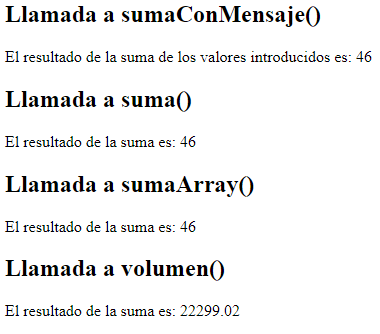 Llamada a sumaConMensaje()
El resultado de la suma de los valores introducidos es: 46
Llamada a suma()
El resultado de la suma es: 46
Llamada a sumaArray()
El resultado de la suma es: 46
Llamada a volumen()
El resultado de la suma es: 22299.02